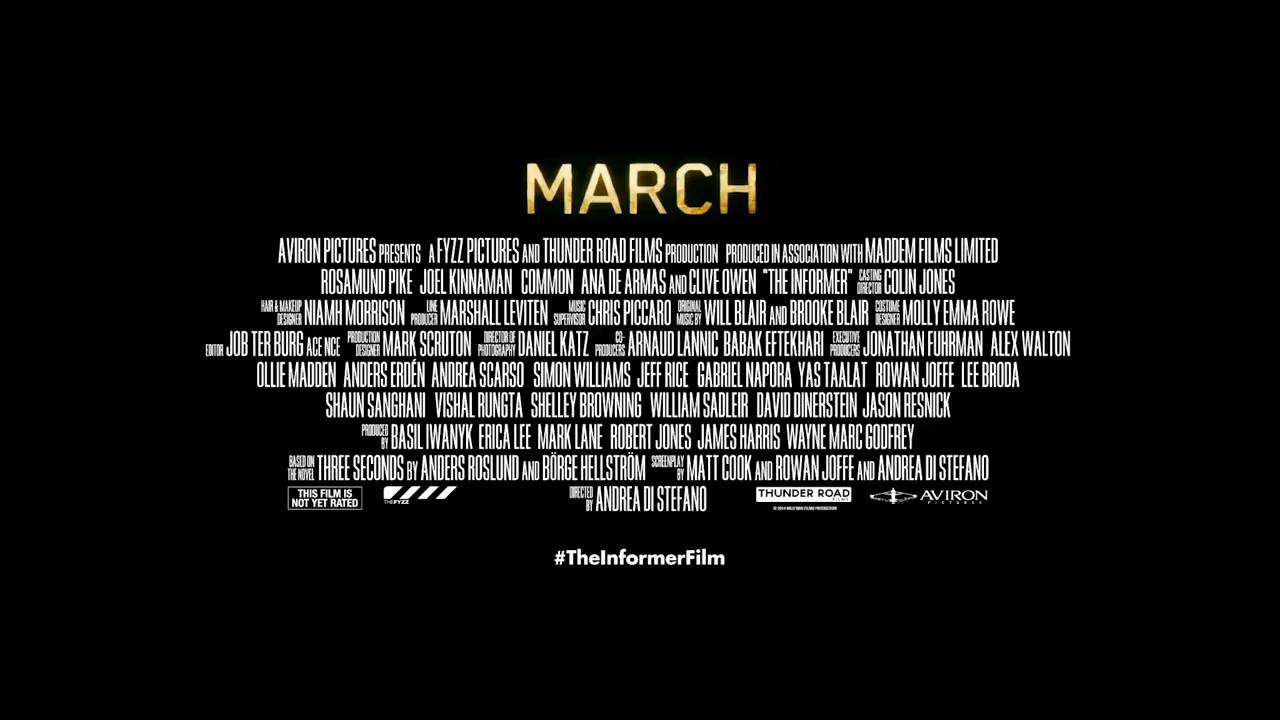 MARCH
AVIRON PICTURES PRESENTS A FYZZ PICTURES AND THUNDER ROAD FILMS PRODUCTION PRODUCED IN ASSOCIATION WITH MADDEM FILMS LIMITED
ROSAMUND PIKE JOEL KINNAMAN COMMON ANA DE ARMAS AND CLIVE OWEN "THE INFORMER" CASTING DIRECTOR COLIN JONES
HAIR & MAKEUP DESIGNER NIAMH MORRISON LINE PRODUCER MARSHALL LEVITEN MUSIC SUPERVISOR CHRIS PICCARO ORIGINAL MUSIC BY WILL BLAIR AND BROOKE BLAIR COSTUME DESIGNER MOLLY EMMA ROWE
EDITOR JOB TER BURG ACE NCE PRODUCTION DESIGNER MARK SCRUTON DIRECTOR OF PHOTOGRAPHY DANIEL KATZ CO-PRODUCERS ARNAUD LANNIC BABAK EFTEKHARI EXECUTIVE PRODUCERS JONATHAN FUHRMAN ALEX WALTON
OLLIE MADDEN ANDERS ERDÉN ANDREA SCARSO SIMON WILLIAMS JEFF RICE GABRIEL NAPORA YAS TAALAT ROWAN JOFFE LEE BRODA
SHAUN SANGHANI VISHAL RUNGTA SHELLEY BROWNING WILLIAM SADLEIR DAVID DINERSTEIN JASON RESNICK
PRODUCED BY BASIL IWANYK ERICA LEE MARK LANE ROBERT JONES JAMES HARRIS WAYNE MARC GODFREY
BASED ON THE NOVEL THREE SECONDS BY ANDERS ROSLUND AND BÖRGE HELLSTRÖM SCREENPLAY BY MATT COOK AND ROWAN JOFFE AND ANDREA DI STEFANO
THIS FILM IS NOT YET RATED THEFYZZ DIRECTED BY ANDREA DI STEFANO THUNDER ROAD FILMS AVIRON PICTURES
#TheInformerFilm